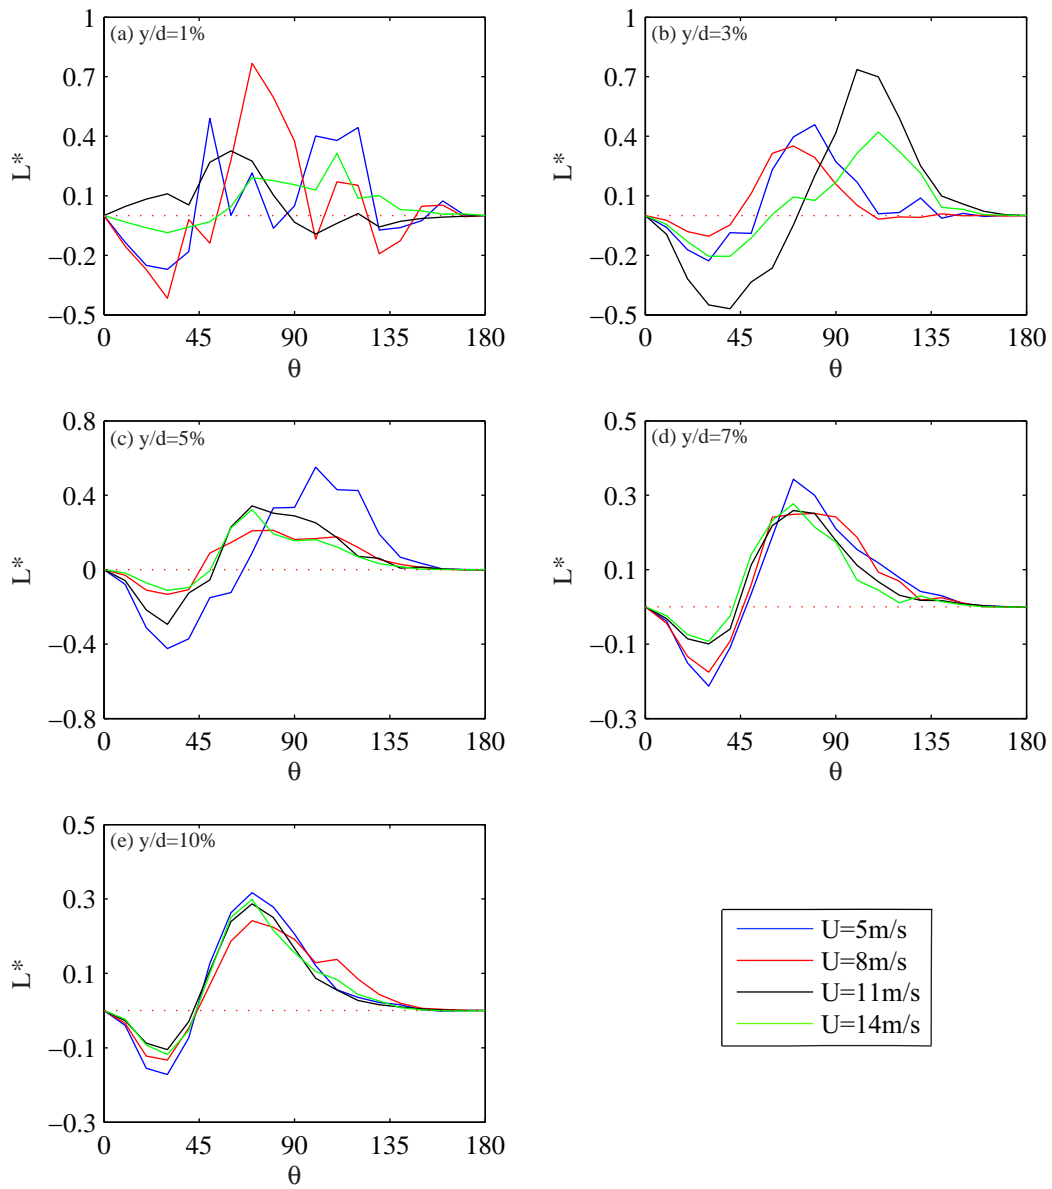 (a) y/d=1%
1
0.7
0.4
0.1
−0.2
−0.5
L*
0 45 90 135 180
θ
(b) y/d=3%
1
0.7
0.4
0.1
−0.2
−0.5
L*
0 45 90 135 180
θ
(c) y/d=5%
0.8
0.4
0
−0.4
−0.8
L*
0 45 90 135 180
θ
(d) y/d=7%
0.5
0.3
0.1
−0.1
−0.3
L*
0 45 90 135 180
θ
(e) y/d=10%
0.5
0.3
0.1
−0.1
−0.3
L*
0 45 90 135 180
θ
U=5m/s
U=8m/s
U=11m/s
U=14m/s